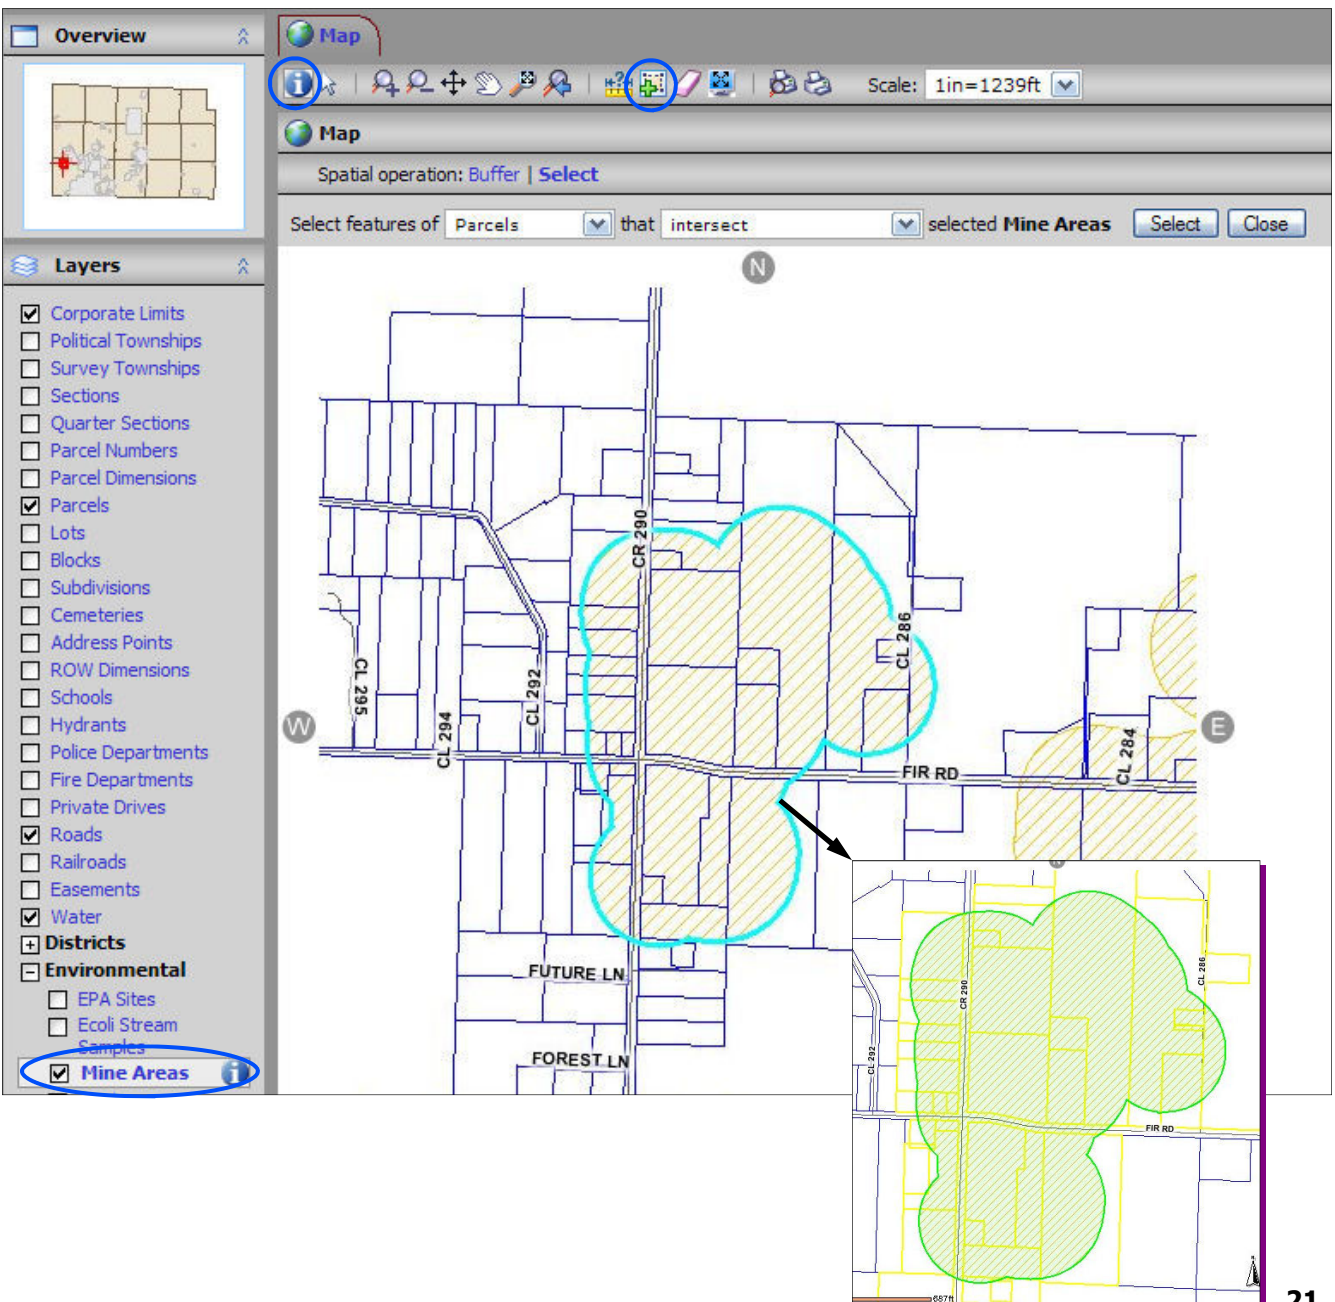 Overview
Map
Scale: 1in=1239ft
Map
Spatial operation: Buffer | Select
Select features of Parcels that intersect selected Mine Areas Select Close
Layers
Corporate Limits
Political Townships
Survey Townships
Sections
Quarter Sections
Parcel Numbers
Parcel Dimensions
Parcels
Lots
Blocks
Subdivisions
Cemeteries
Address Points
ROW Dimensions
Schools
Hydrants
Police Departments
Fire Departments
Private Drives
Roads
Railroads
Easements
Water
Districts
Environmental
EPA Sites
Ecoli Stream
Samples
Mine Areas
N
CR 290
CL 286
CL 295
CL 292
CL 294
W
E
CL 284
FIR RD
FUTURE LN
FOREST LN
CL 286
CR 290
CL 292
FIR RD
687ft
21